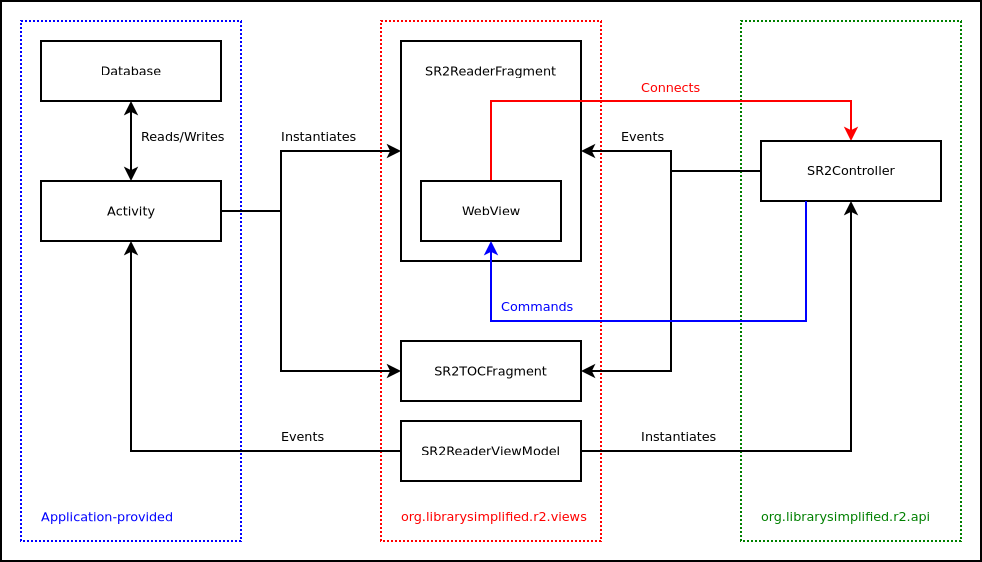 Database
SR2ReaderFragment
Connects
Reads/Writes
Instantiates
Events
SR2Controller
Activity
WebView
Commands
SR2TOCFragment
Events
Instantiates
SR2ReaderViewModel
Application-provided
org.librarysimplified.r2.views
org.librarysimplified.r2.api